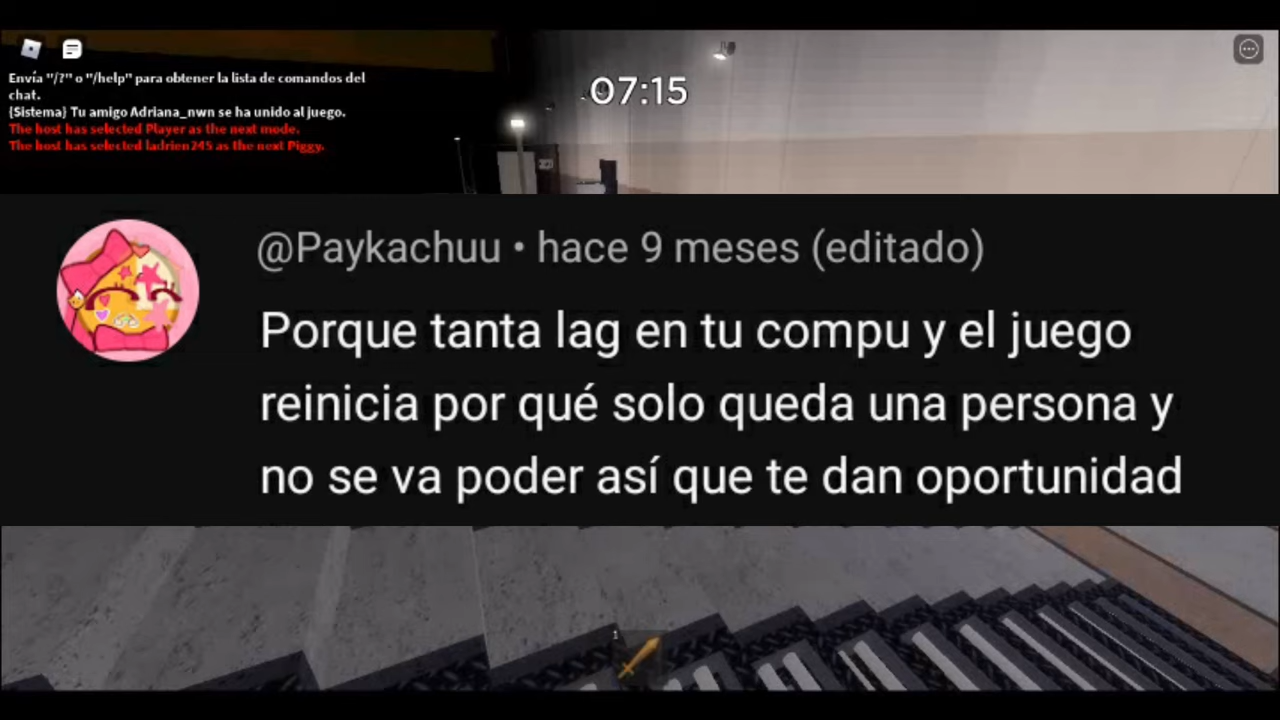 Envía "/?" o "/help" para obtener la lista de comandos del
chat.
{Sistema} Tu amigo Adriana_nwn se ha unido al juego.
The host has selected Player as the next mode.
The host has selected ladrien245 as the next Piggy.
07:15
@Paykachuu • hace 9 meses (editado)
Porque tanta lag en tu compu y el juego
reinicia por qué solo queda una persona y
no se va poder así que te dan oportunidad
1